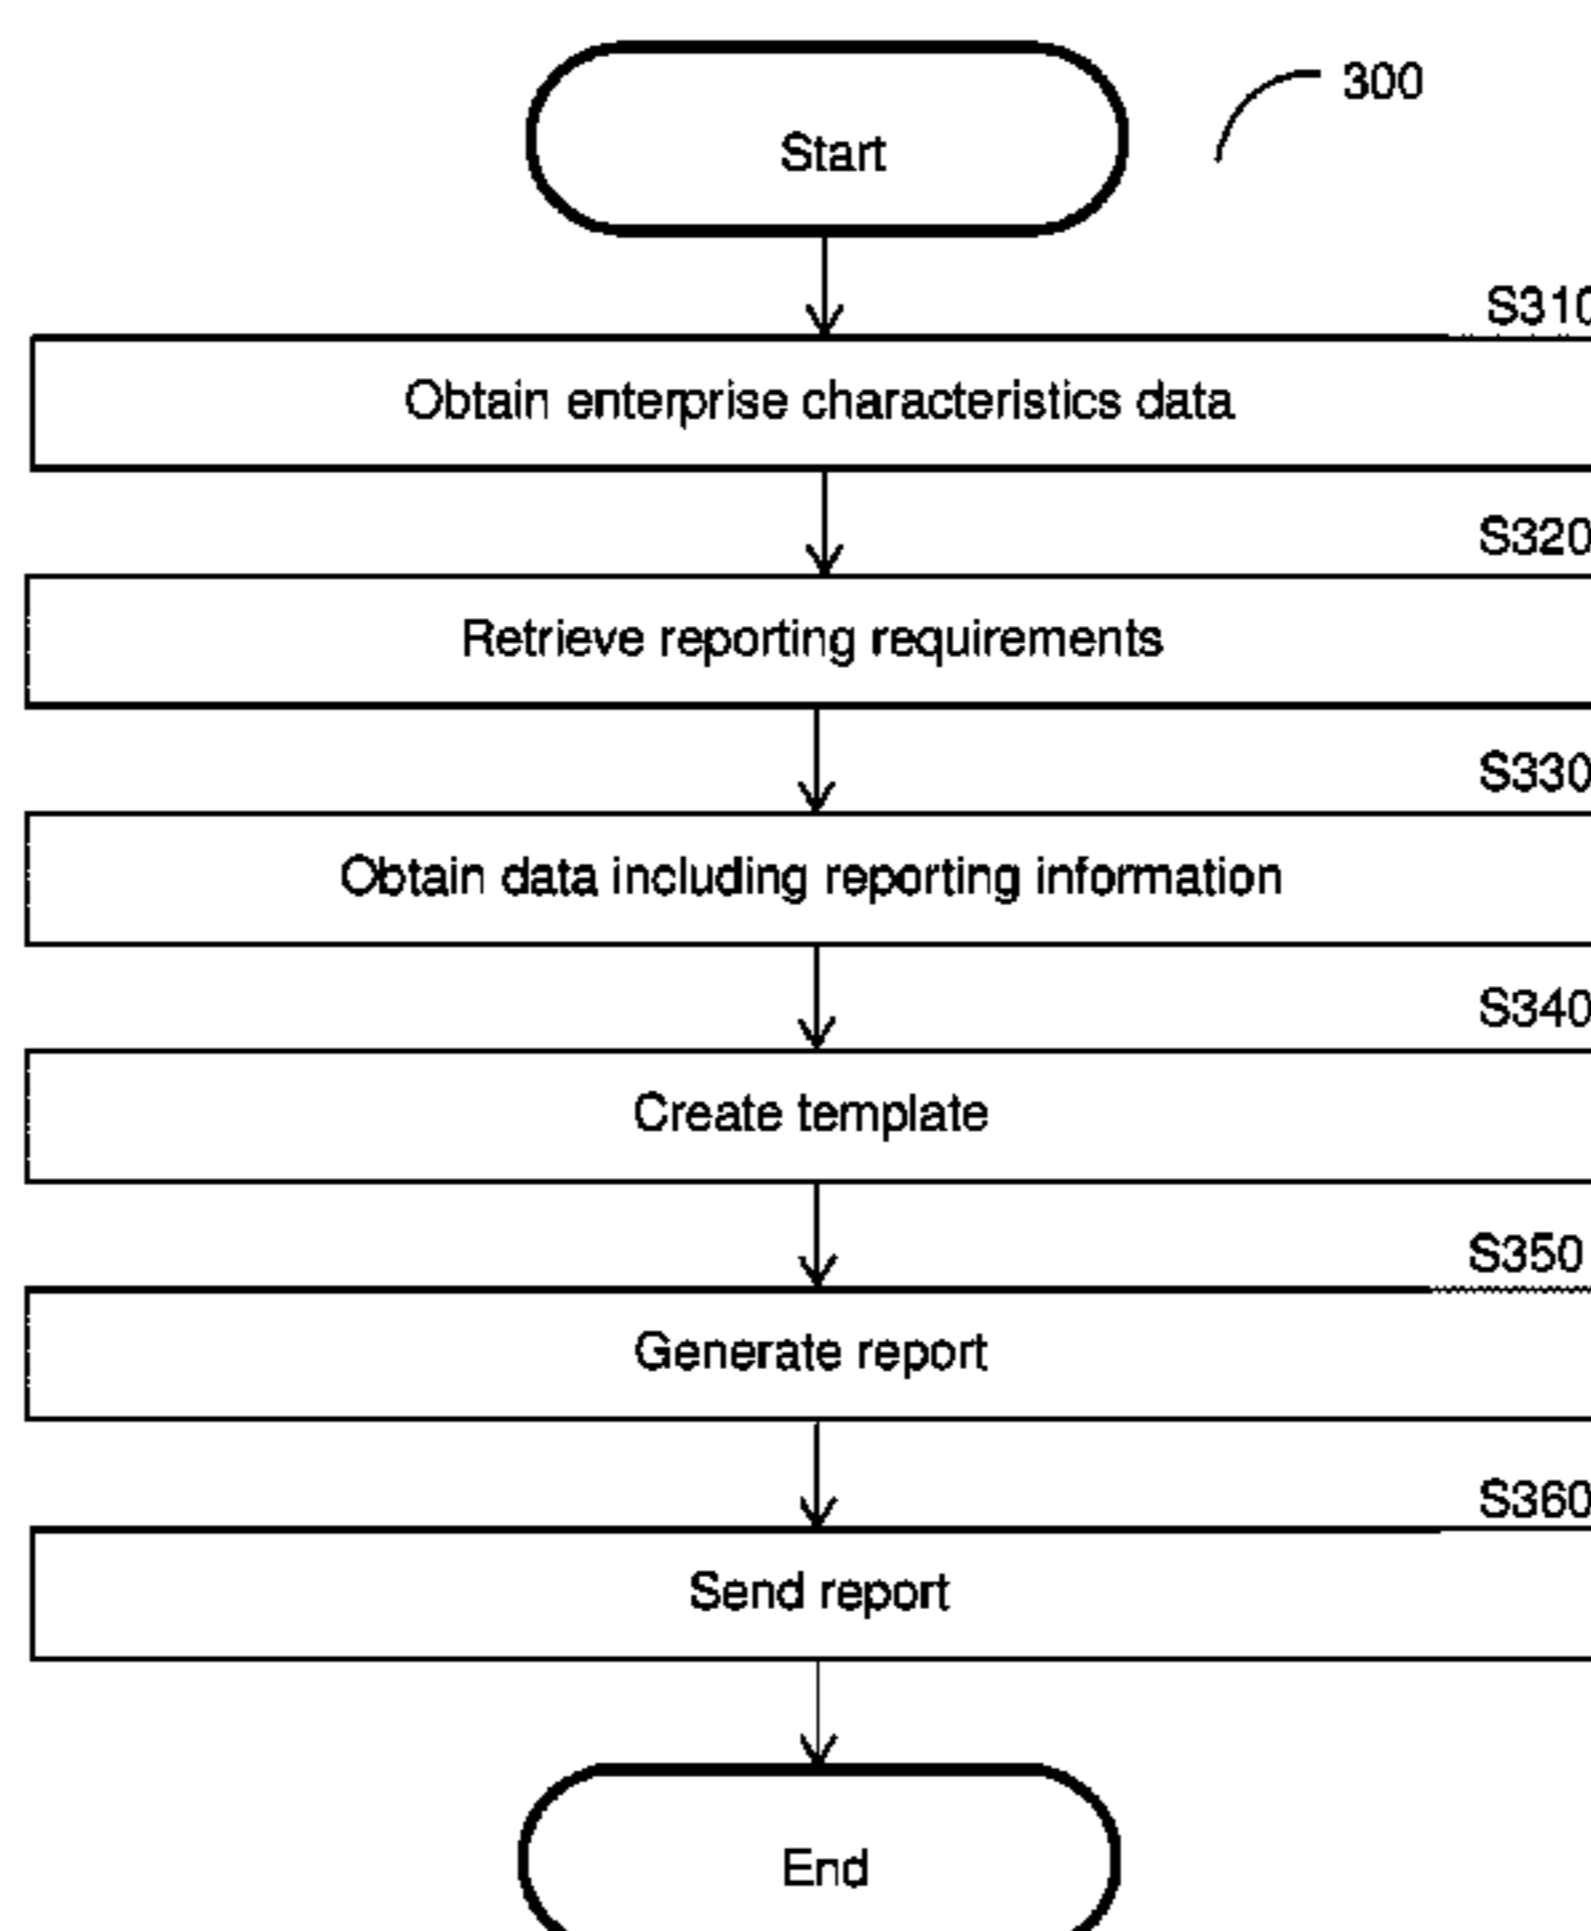 Start
300
S310
Obtain enterprise characteristics data
S320
Retrieve reporting requirements
S330
Obtain data including reporting information
S340
Create template
S350
Generate report
S360
Send report
End